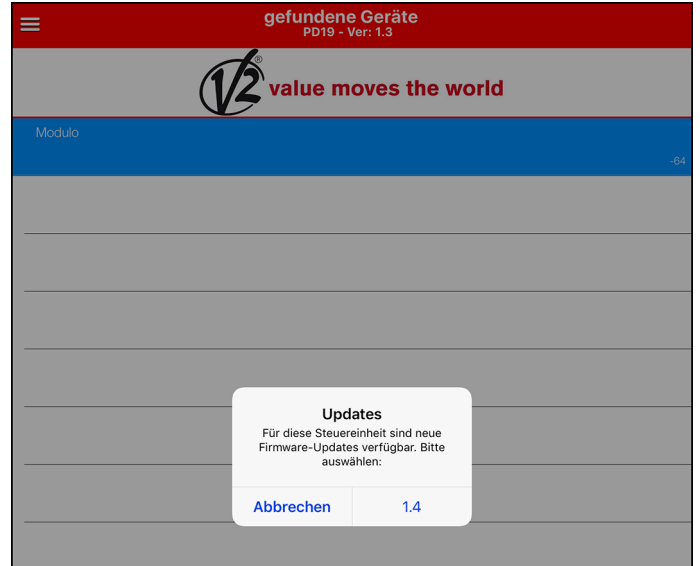 gefundene Geräte
PD19 - Ver: 1.3
V2® value moves the world
Modulo
-64
Updates
Für diese Steuereinheit sind neue
Firmware-Updates verfügbar. Bitte
auswählen:
Abbrechen
1.4